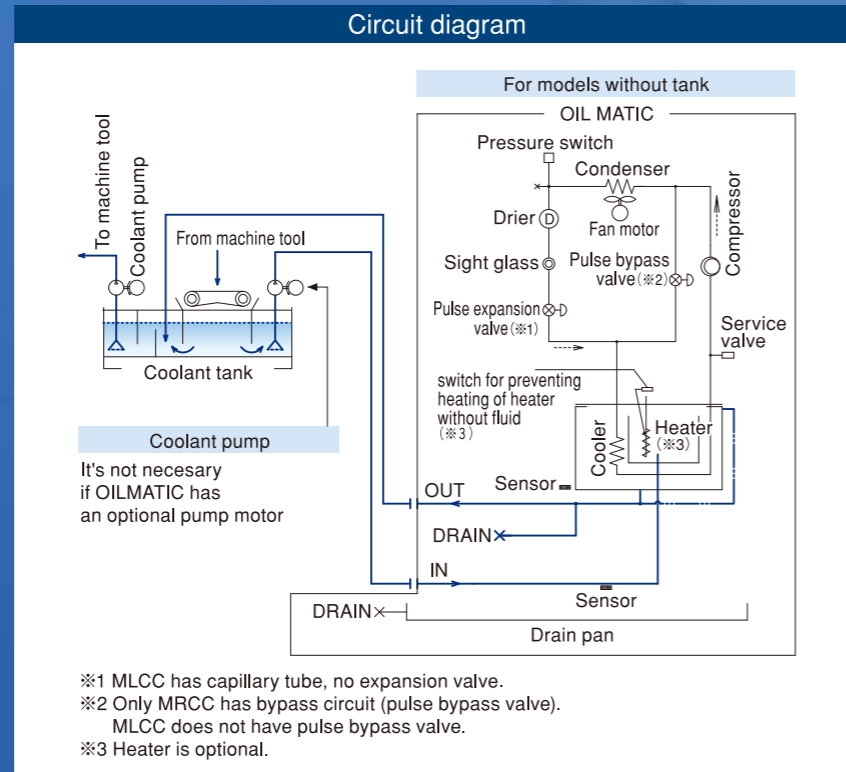 Circuit diagram
For models without tank
OIL MATIC
Pressure switch
Condenser
Compressor
Drier
D
Fan motor
Sight glass
Pulse bypass
valve (※2)
Pulse expansion
valve (※1)
Service
valve
switch for preventing
heating of heater
without fluid
(※3)
Cooler
Heater
(※3)
Sensor
OUT
DRAIN
IN
Sensor
DRAIN
Drain pan
To machine tool
Coolant pump
From machine tool
Coolant tank
Coolant pump
It's not necesary
if OILMATIC has
an optional pump motor
※1 MLCC has capillary tube, no expansion valve.
※2 Only MRCC has bypass circuit (pulse bypass valve).
MLCC does not have pulse bypass valve.
※3 Heater is optional.